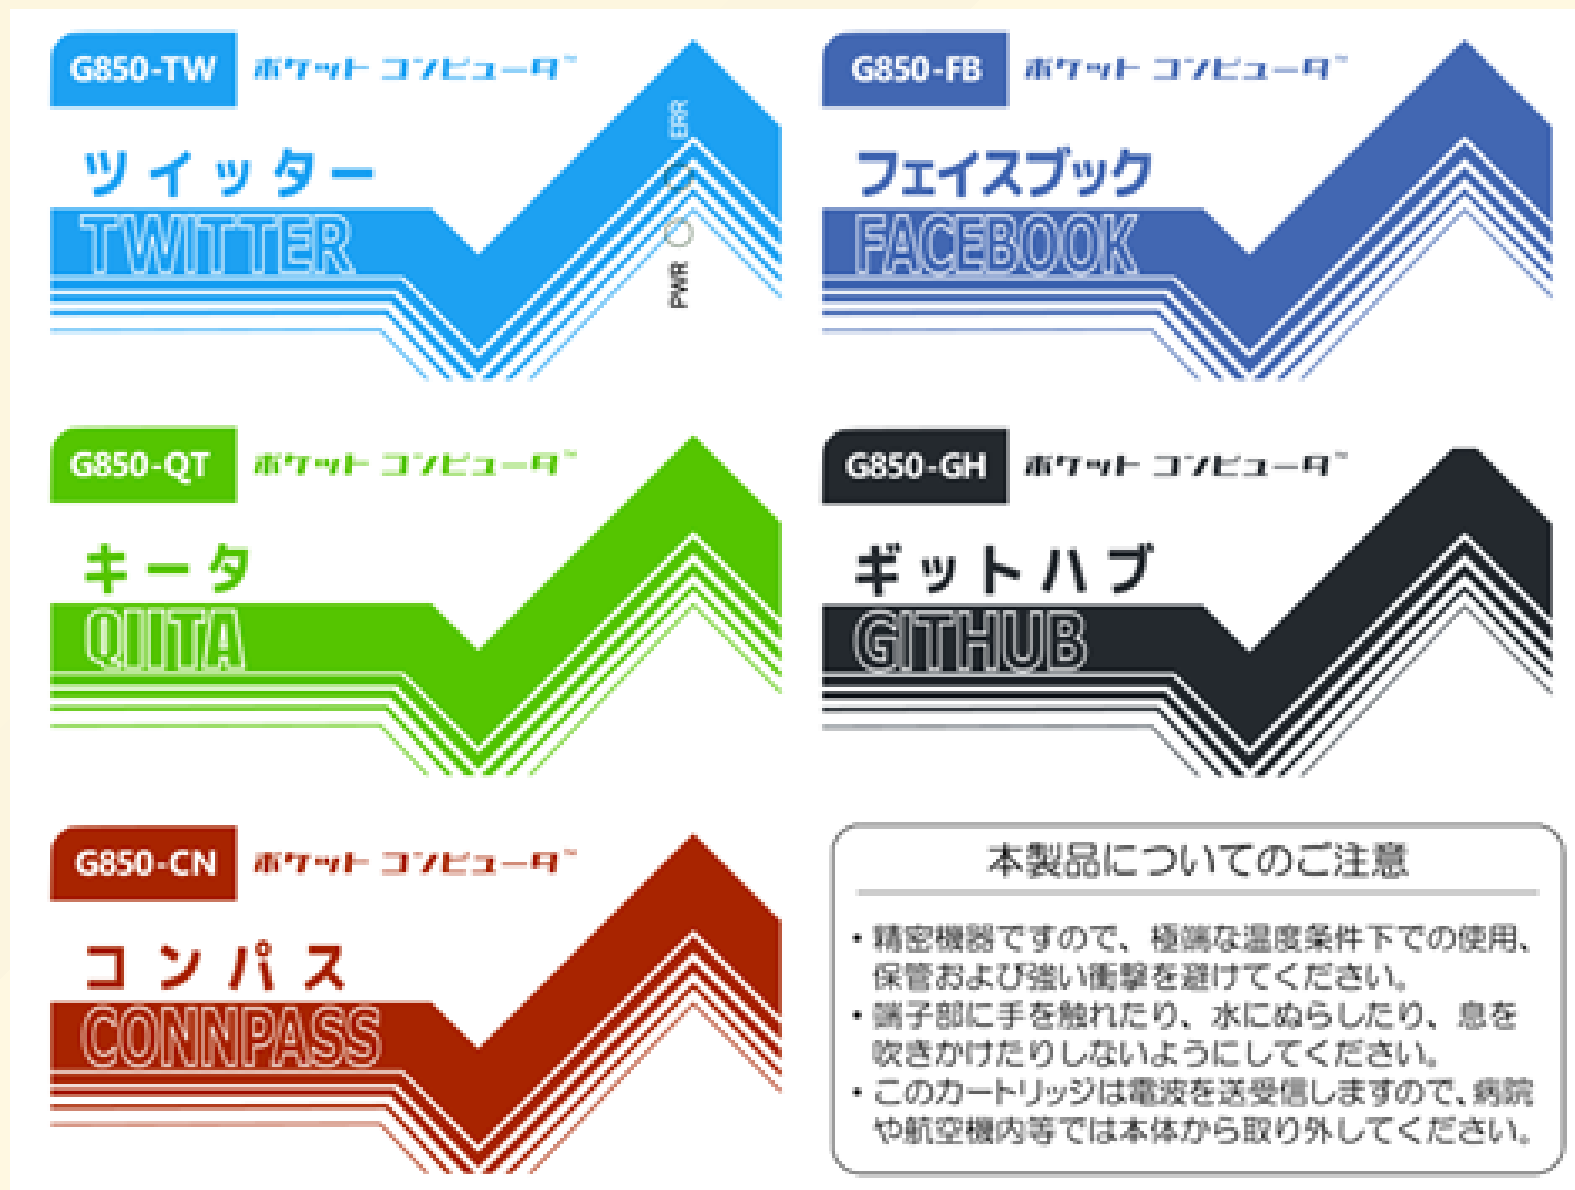 G850-TW ポケット コンピュータ™
ERR
ツイッター
TWITTER
PWR
G850-FB ポケット コンピュータ™
フェイスブック
FACEBOOK
G850-QT ポケット コンピュータ™
キータ
QIITA
G850-GH ポケット コンピュータ™
ギットハブ
GITHUB
G850-CN ポケット コンピュータ™
コンパス
CONNPASS
本製品についてのご注意
・精密機器ですので、極端な温度条件下での使用、
保管および強い衝撃を避けてください。
・端子部に手を触れたり、水にぬらしたり、息を
吹きかけたりしないようにしてください。
・このカートリッジは電波を送受信しますので、病院
や航空機内等では本体から取り外してください。